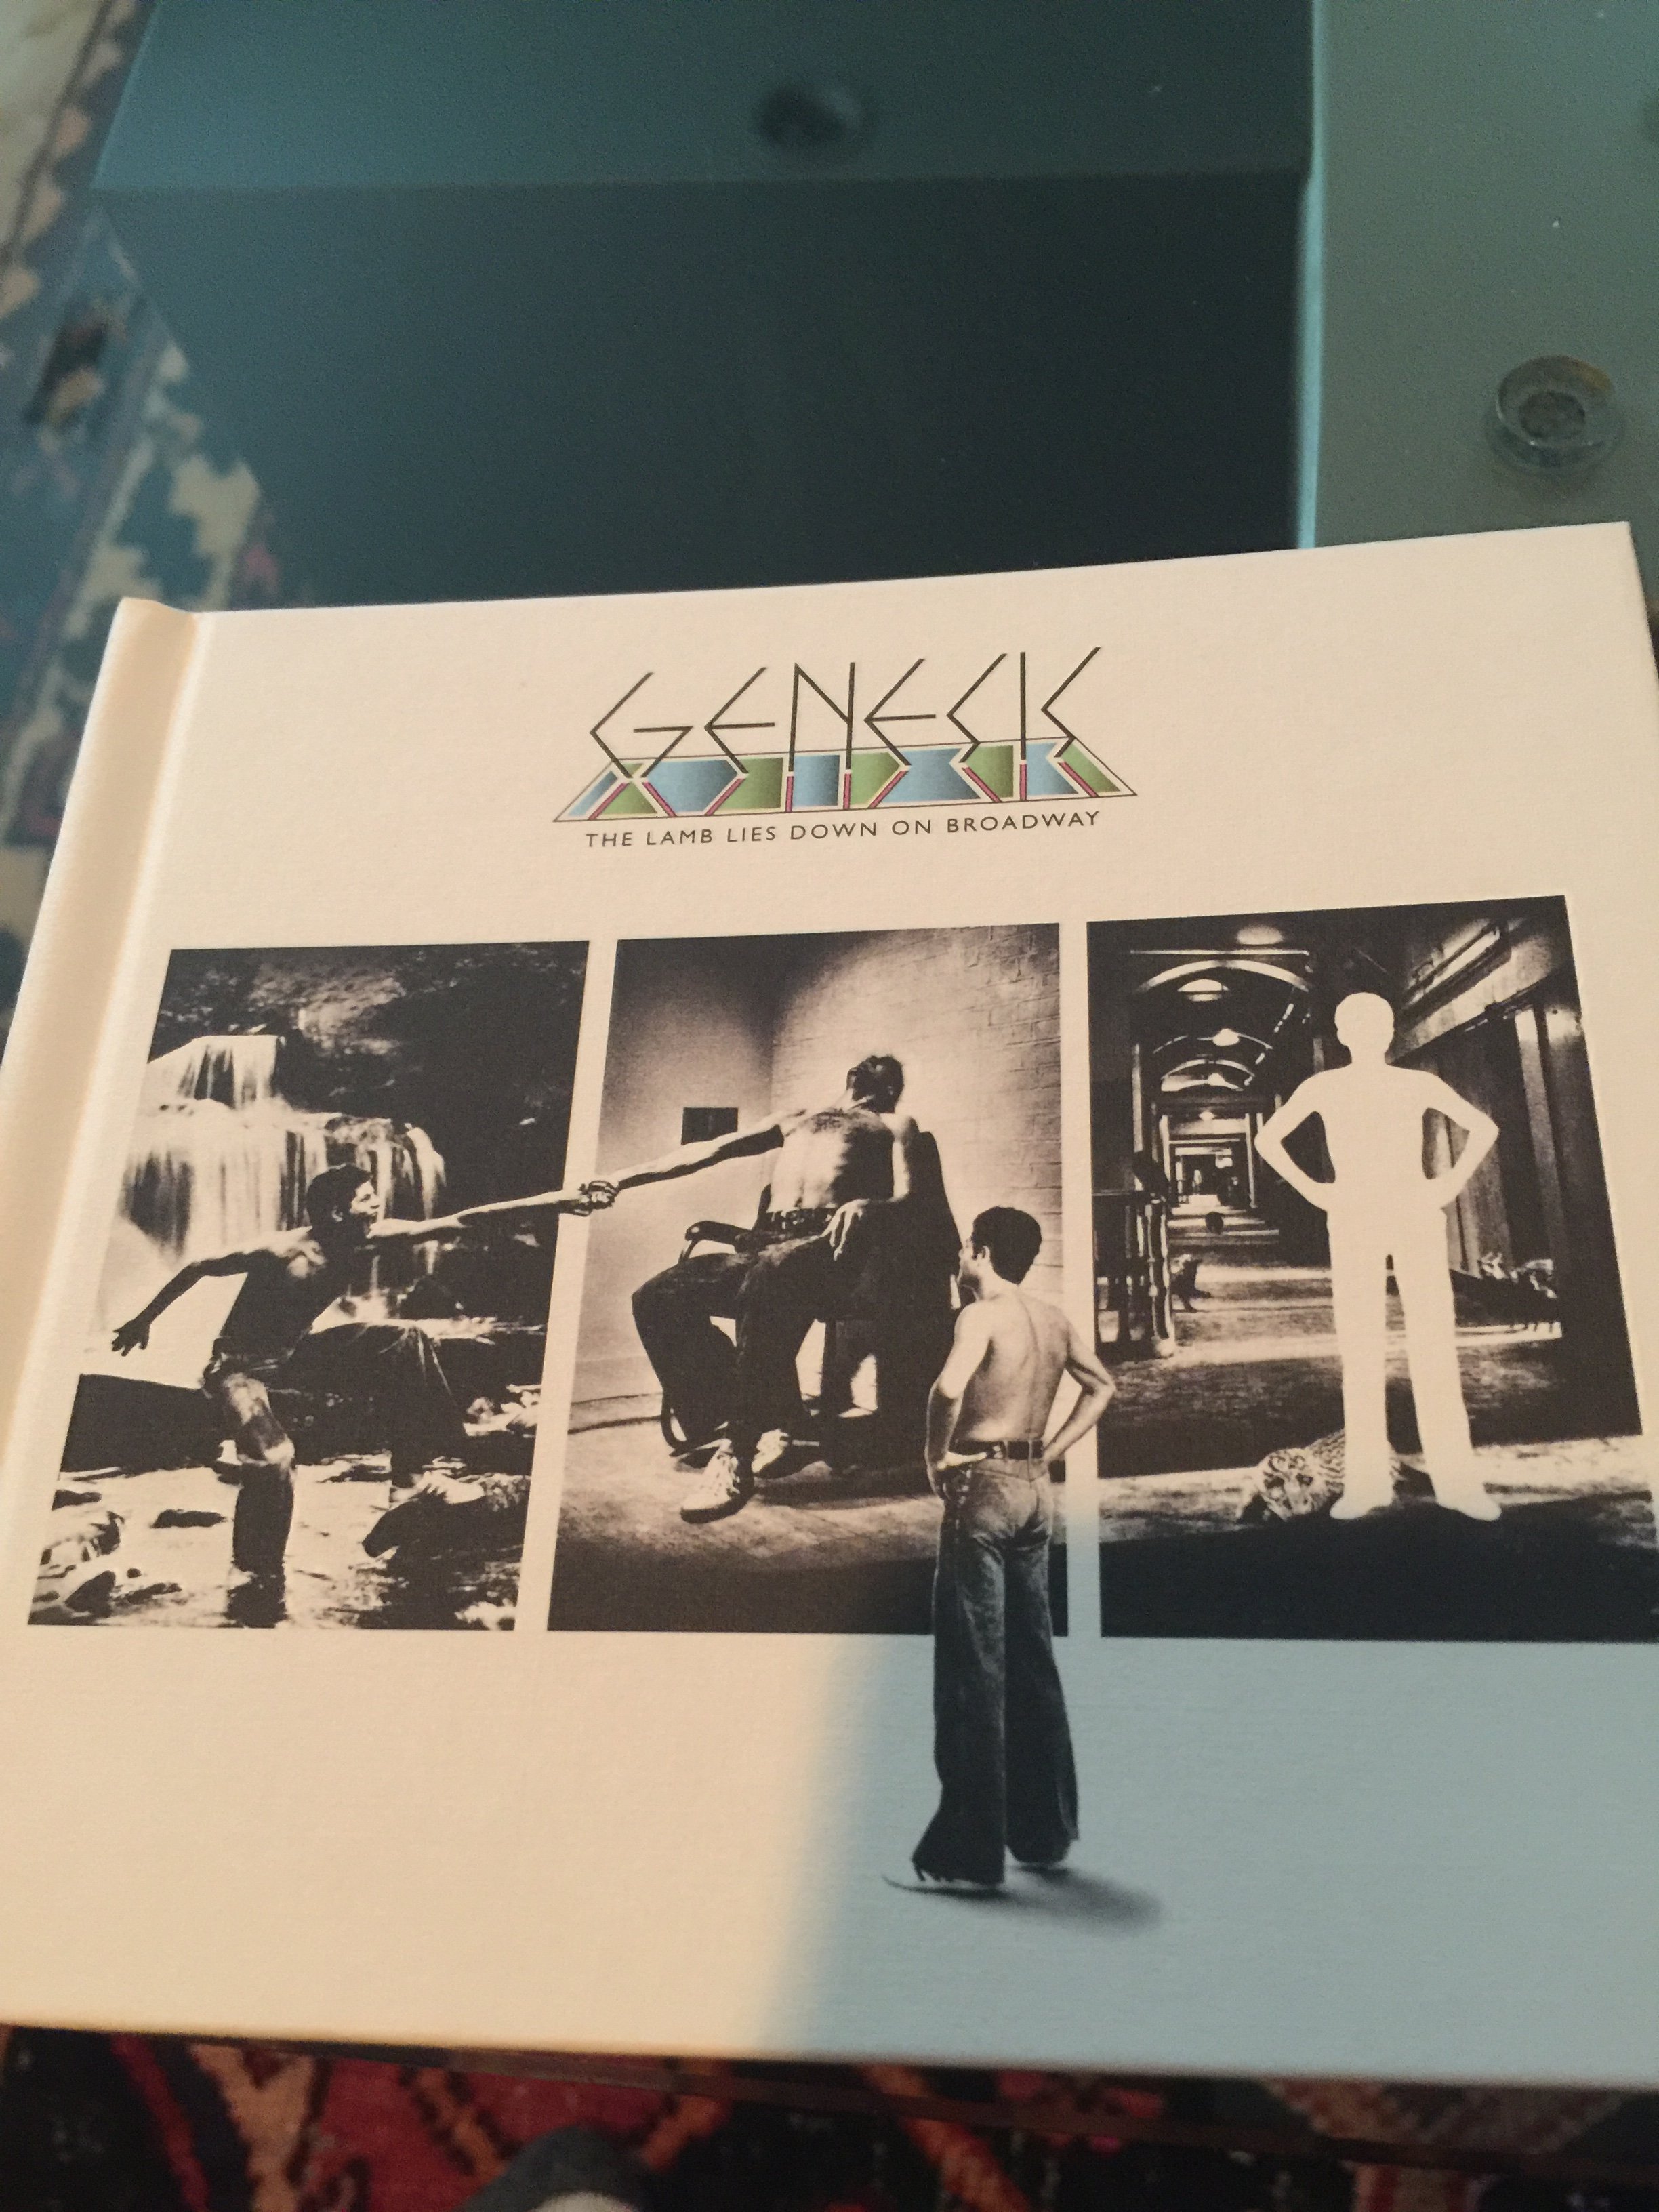 GENESIS
THE LAMB LIES DOWN ON BROADWAY